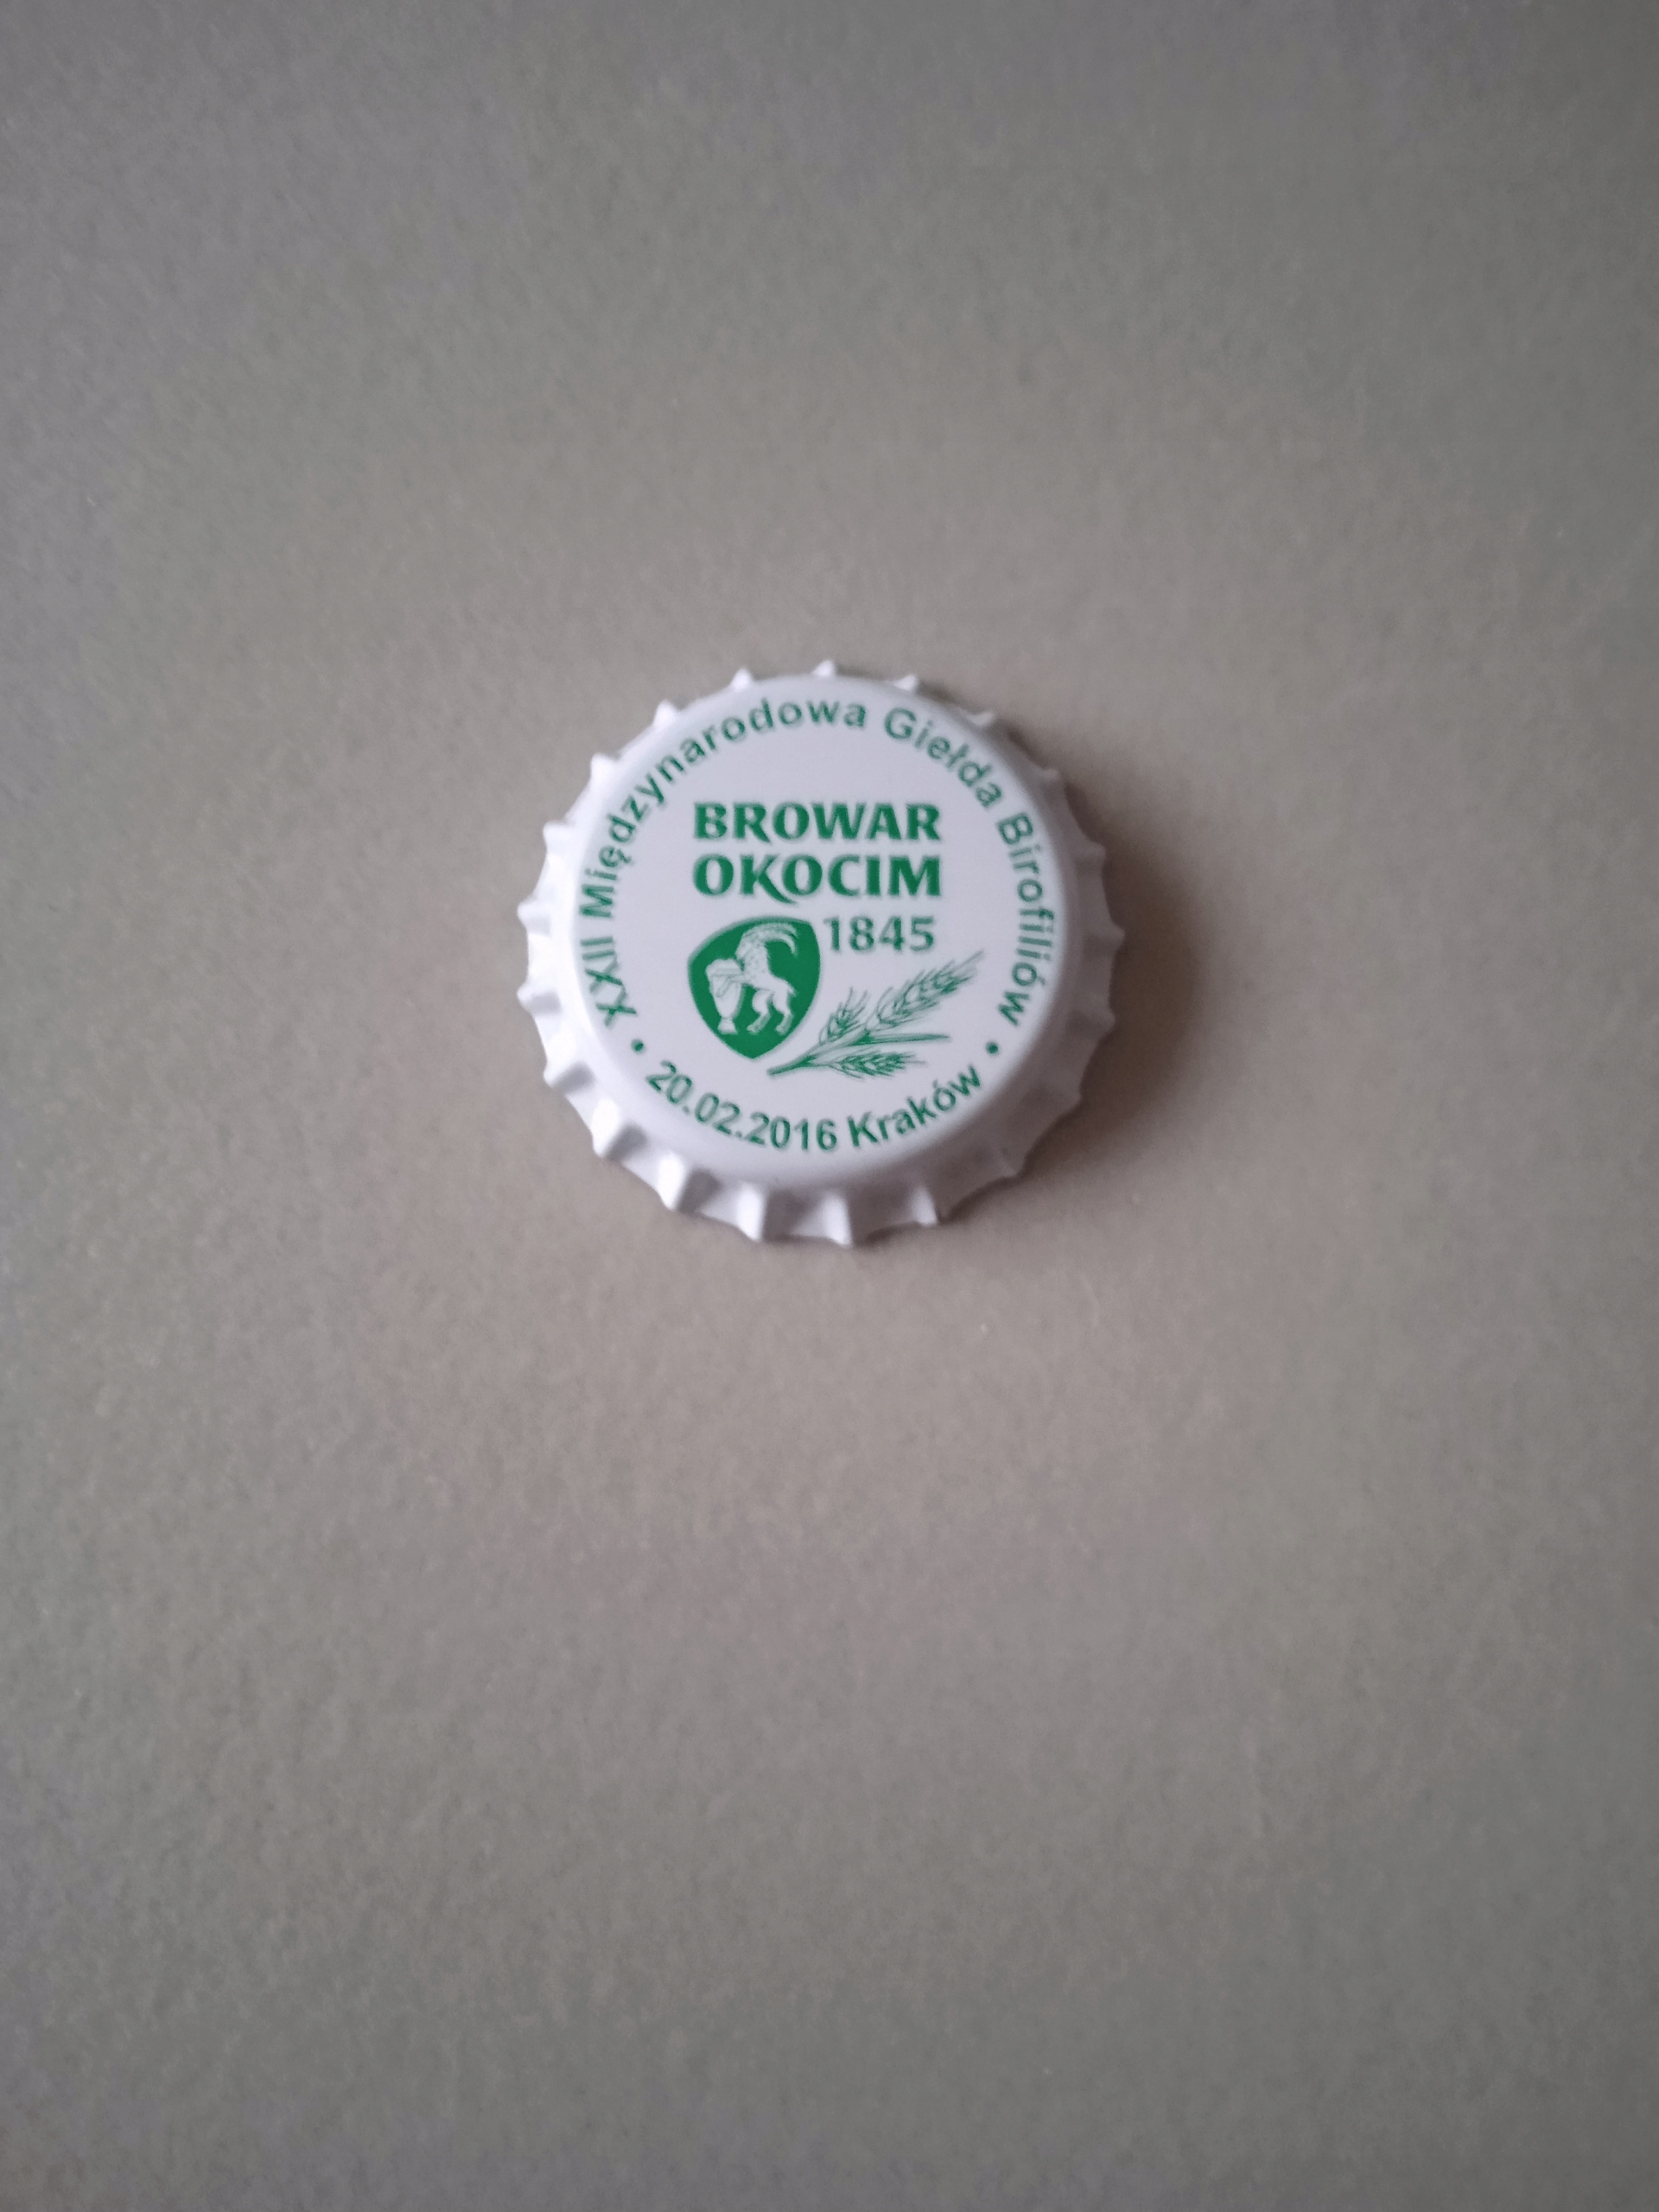 XXII Międzynarodowa Giełda Birofiliów
BROWAR
OKOCIM
1845
• 20.02.2016 Kraków •